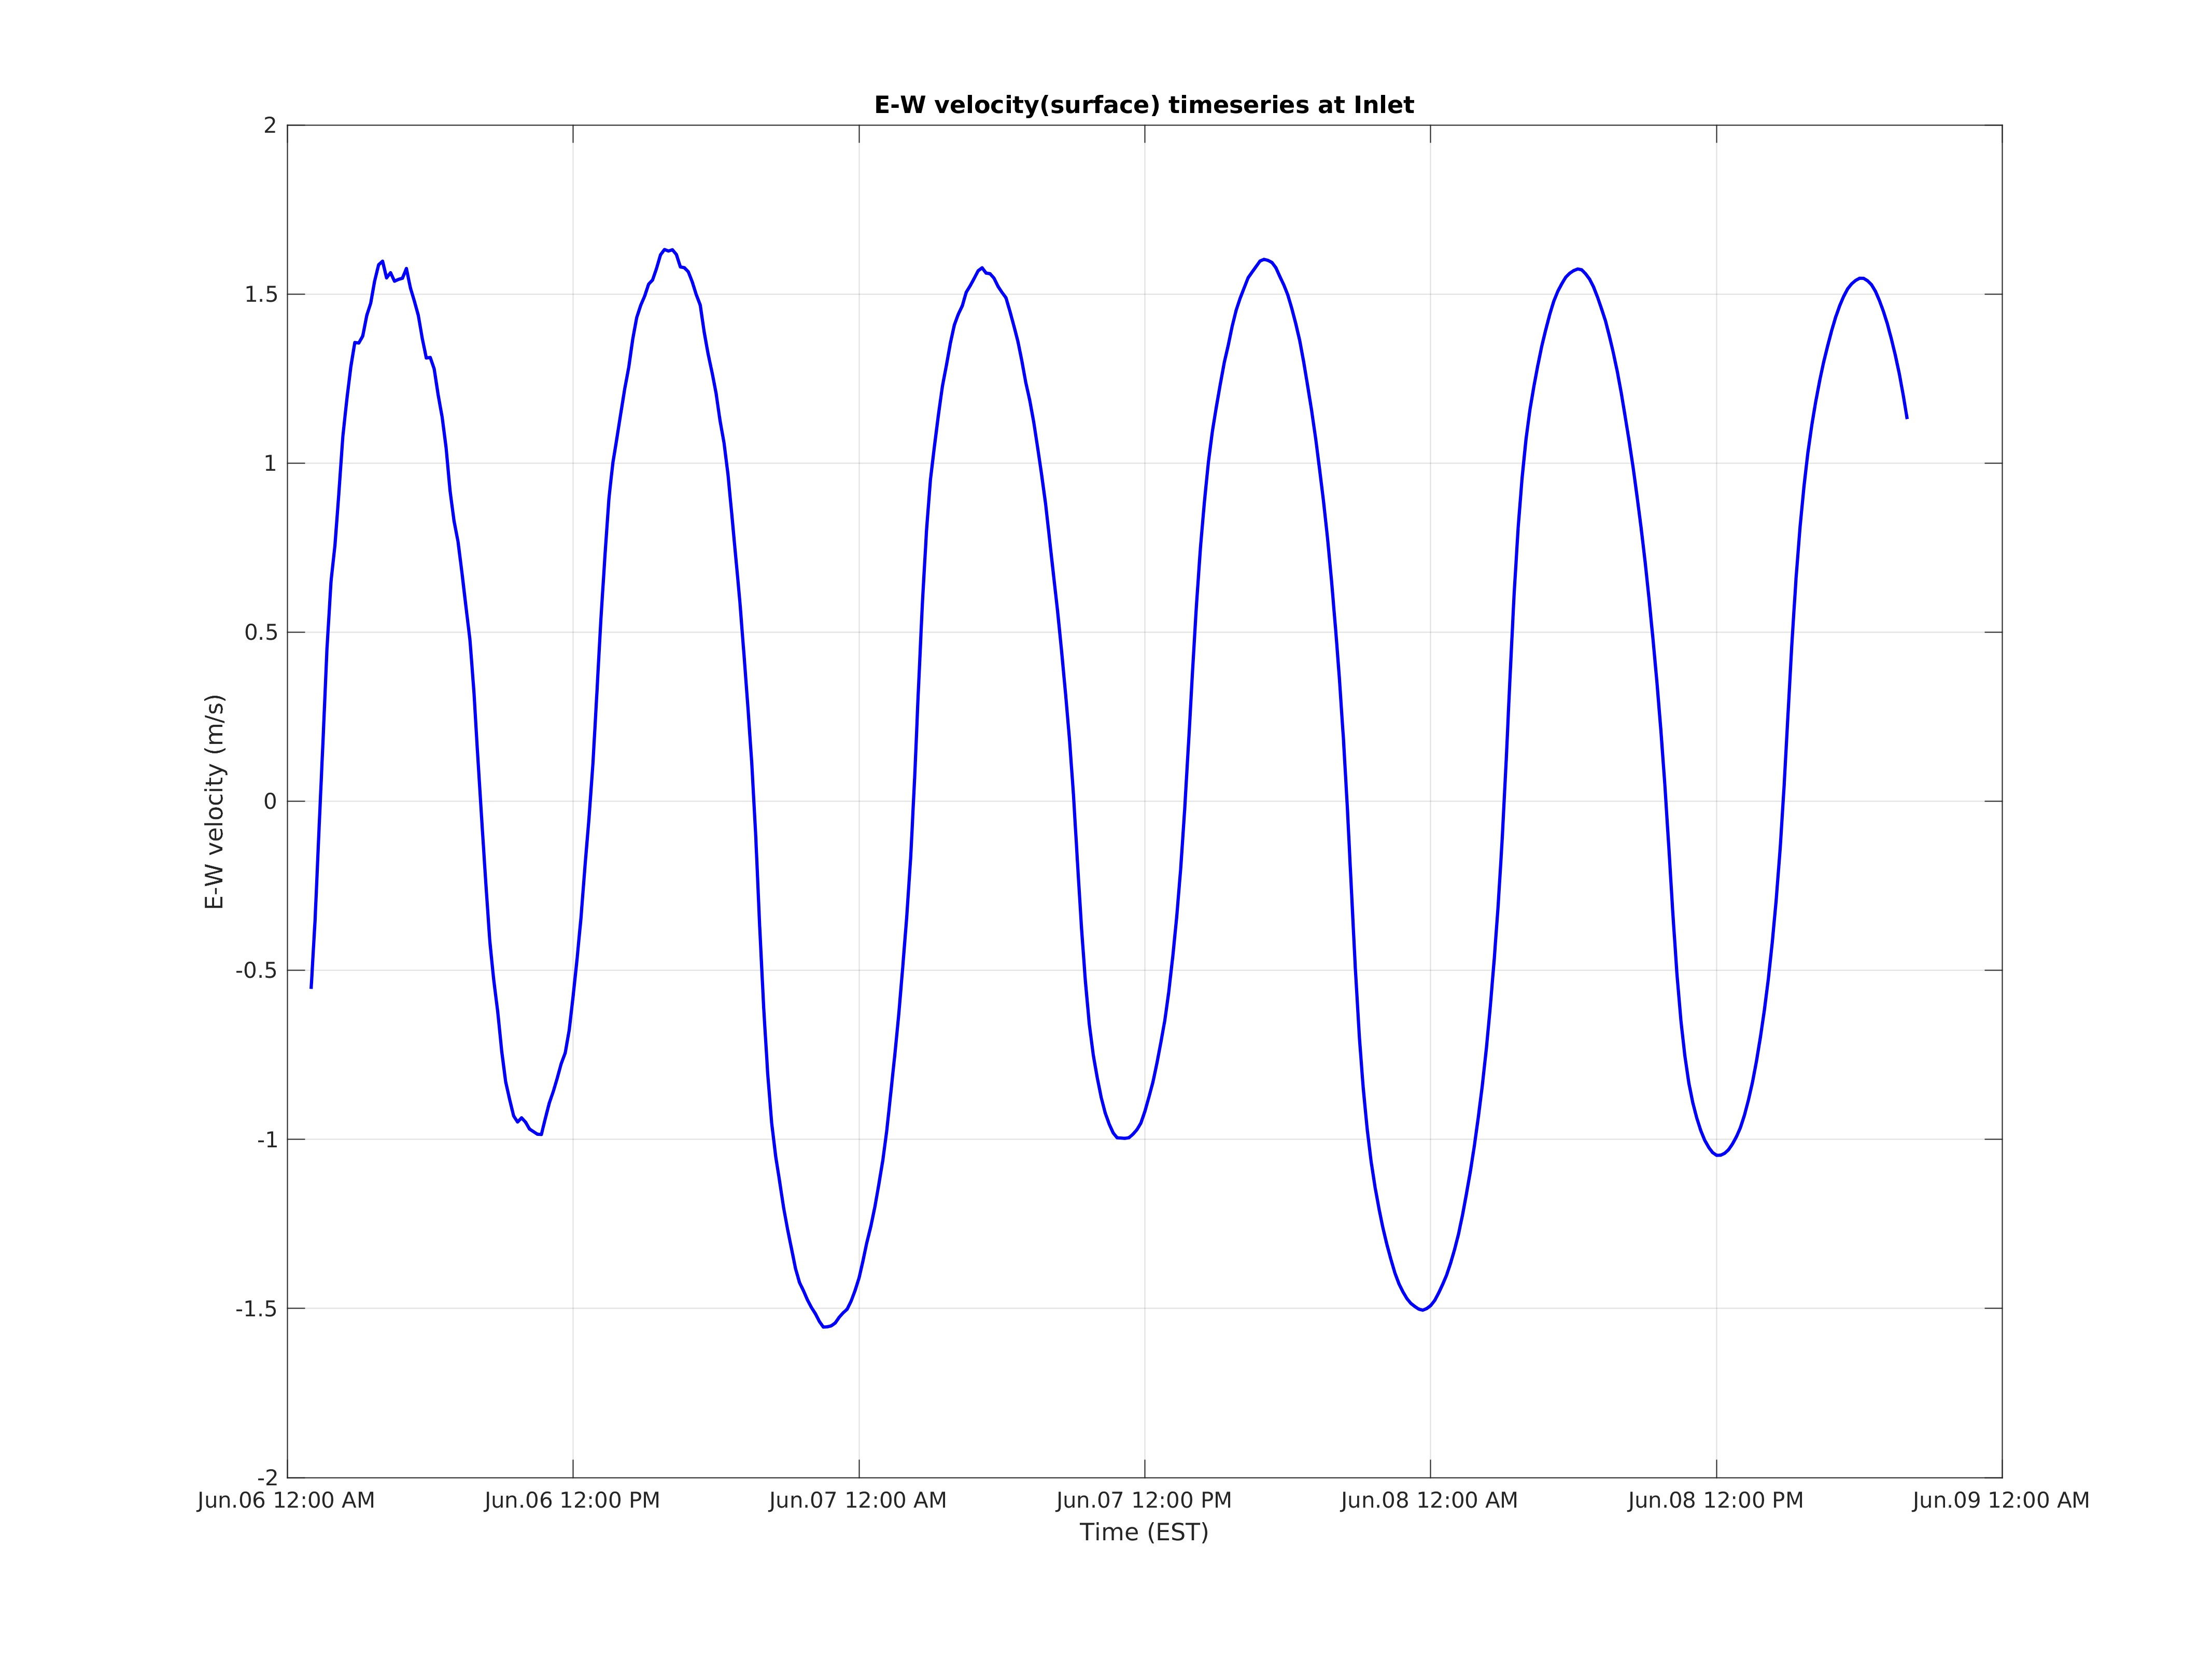 E-W velocity(surface) timeseries at Inlet
2
1.5
1
0.5
0
-0.5
-1
-1.5
-2
E-W velocity (m/s)
Jun.06 12:00 AM Jun.06 12:00 PM Jun.07 12:00 AM Jun.07 12:00 PM Jun.08 12:00 AM Jun.08 12:00 PM Jun.09 12:00 AM
Time (EST)